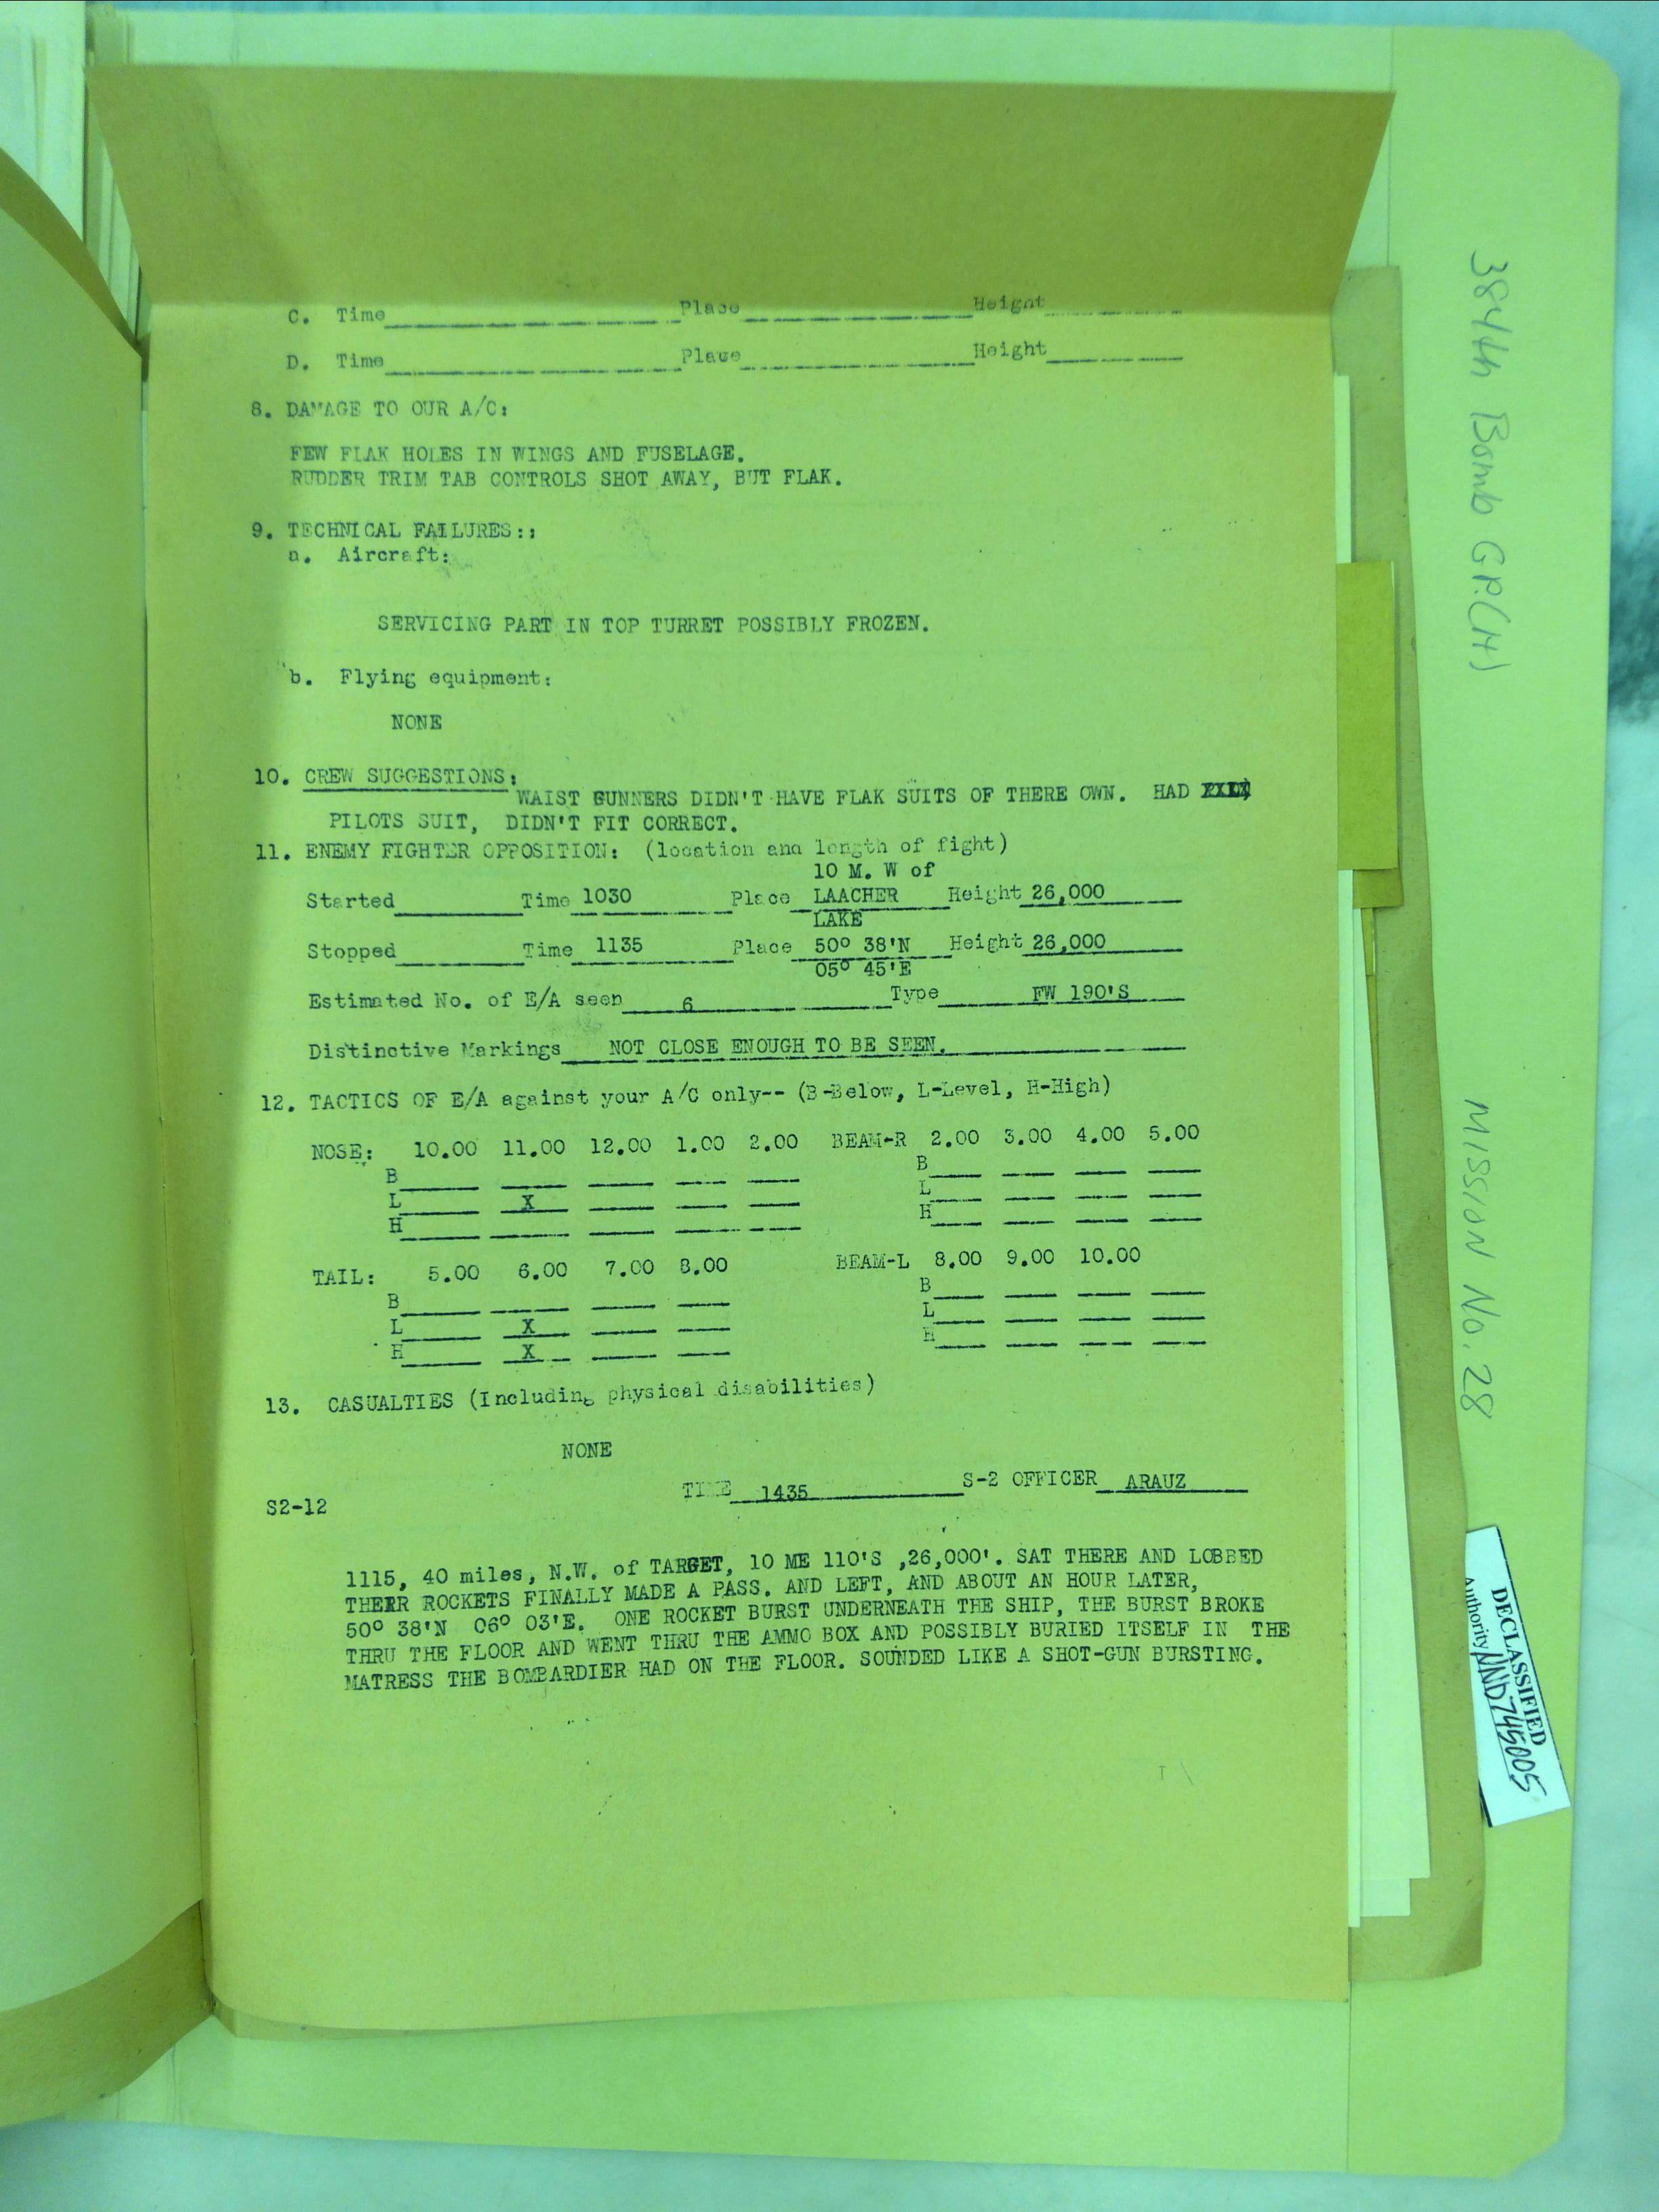 C. Time Place Height
D. Time Place Height
8. DAMAGE TO OUR A/C:
FEW FLAK HOLES IN WINGS AND FUSELAGE.
RUDDER TRIM TAB CONTROLS SHOT AWAY, BUT FLAK.
9. TECHNICAL FAILURES:;
a. Aircraft:
SERVICING PART IN TOP TURRET POSSIBLY FROZEN.
b. Flying equipment:
NONE
10. CREW SUGGESTIONS:
WAIST GUNNERS DIDN'T HAVE FLAK SUITS OF THERE OWN. HAD
PILOTS SUIT, DIDN'T FIT CORRECT.
11. ENEMY FIGHTER OPPOSITION: (location and length of fight)
10 M. W of
Started Time 1030 Place LAACHER Height 26,000
LAKE
Stopped Time 1135 Place 50° 38'N Height 26,000
05° 45'E
Estimated No. of E/A seen 6 Type FW 190'S
Distinctive Markings NOT CLOSE ENOUGH TO BE SEEN.
12. TACTICS OF E/A against your A/C only-- (B-Below, L-Level, H-High)
NOSE: 10.00 11.00 12.00 1.00 2.00 BEAM-R 2.00 3.00 4.00 5.00
B B
L X L
H H
TAIL: 5.00 6.00 7.00 8.00 BEAM-L 8.00 9.00 10.00
B B
L X L
H X H
13. CASUALTIES (Including physical disabilities)
NONE
TIME 1435 S-2 OFFICER ARAUZ
S2-12
1115, 40 miles, N.W. of TARGET, 10 ME 110'S ,26,000'. SAT THERE AND LOBBED
THEIR ROCKETS FINALLY MADE A PASS. AND LEFT, AND ABOUT AN HOUR LATER,
50° 38'N 06° 03'E. ONE ROCKET BURST UNDERNEATH THE SHIP, THE BURST BROKE
THRU THE FLOOR AND WENT THRU THE AMMO BOX AND POSSIBLY BURIED ITSELF IN THE
MATRESS THE BOMBARDIER HAD ON THE FLOOR. SOUNDED LIKE A SHOT-GUN BURSTING.
384th Bomb GP.(H)
MISSION No. 28
DECLASSIFIED
Authority NND745005